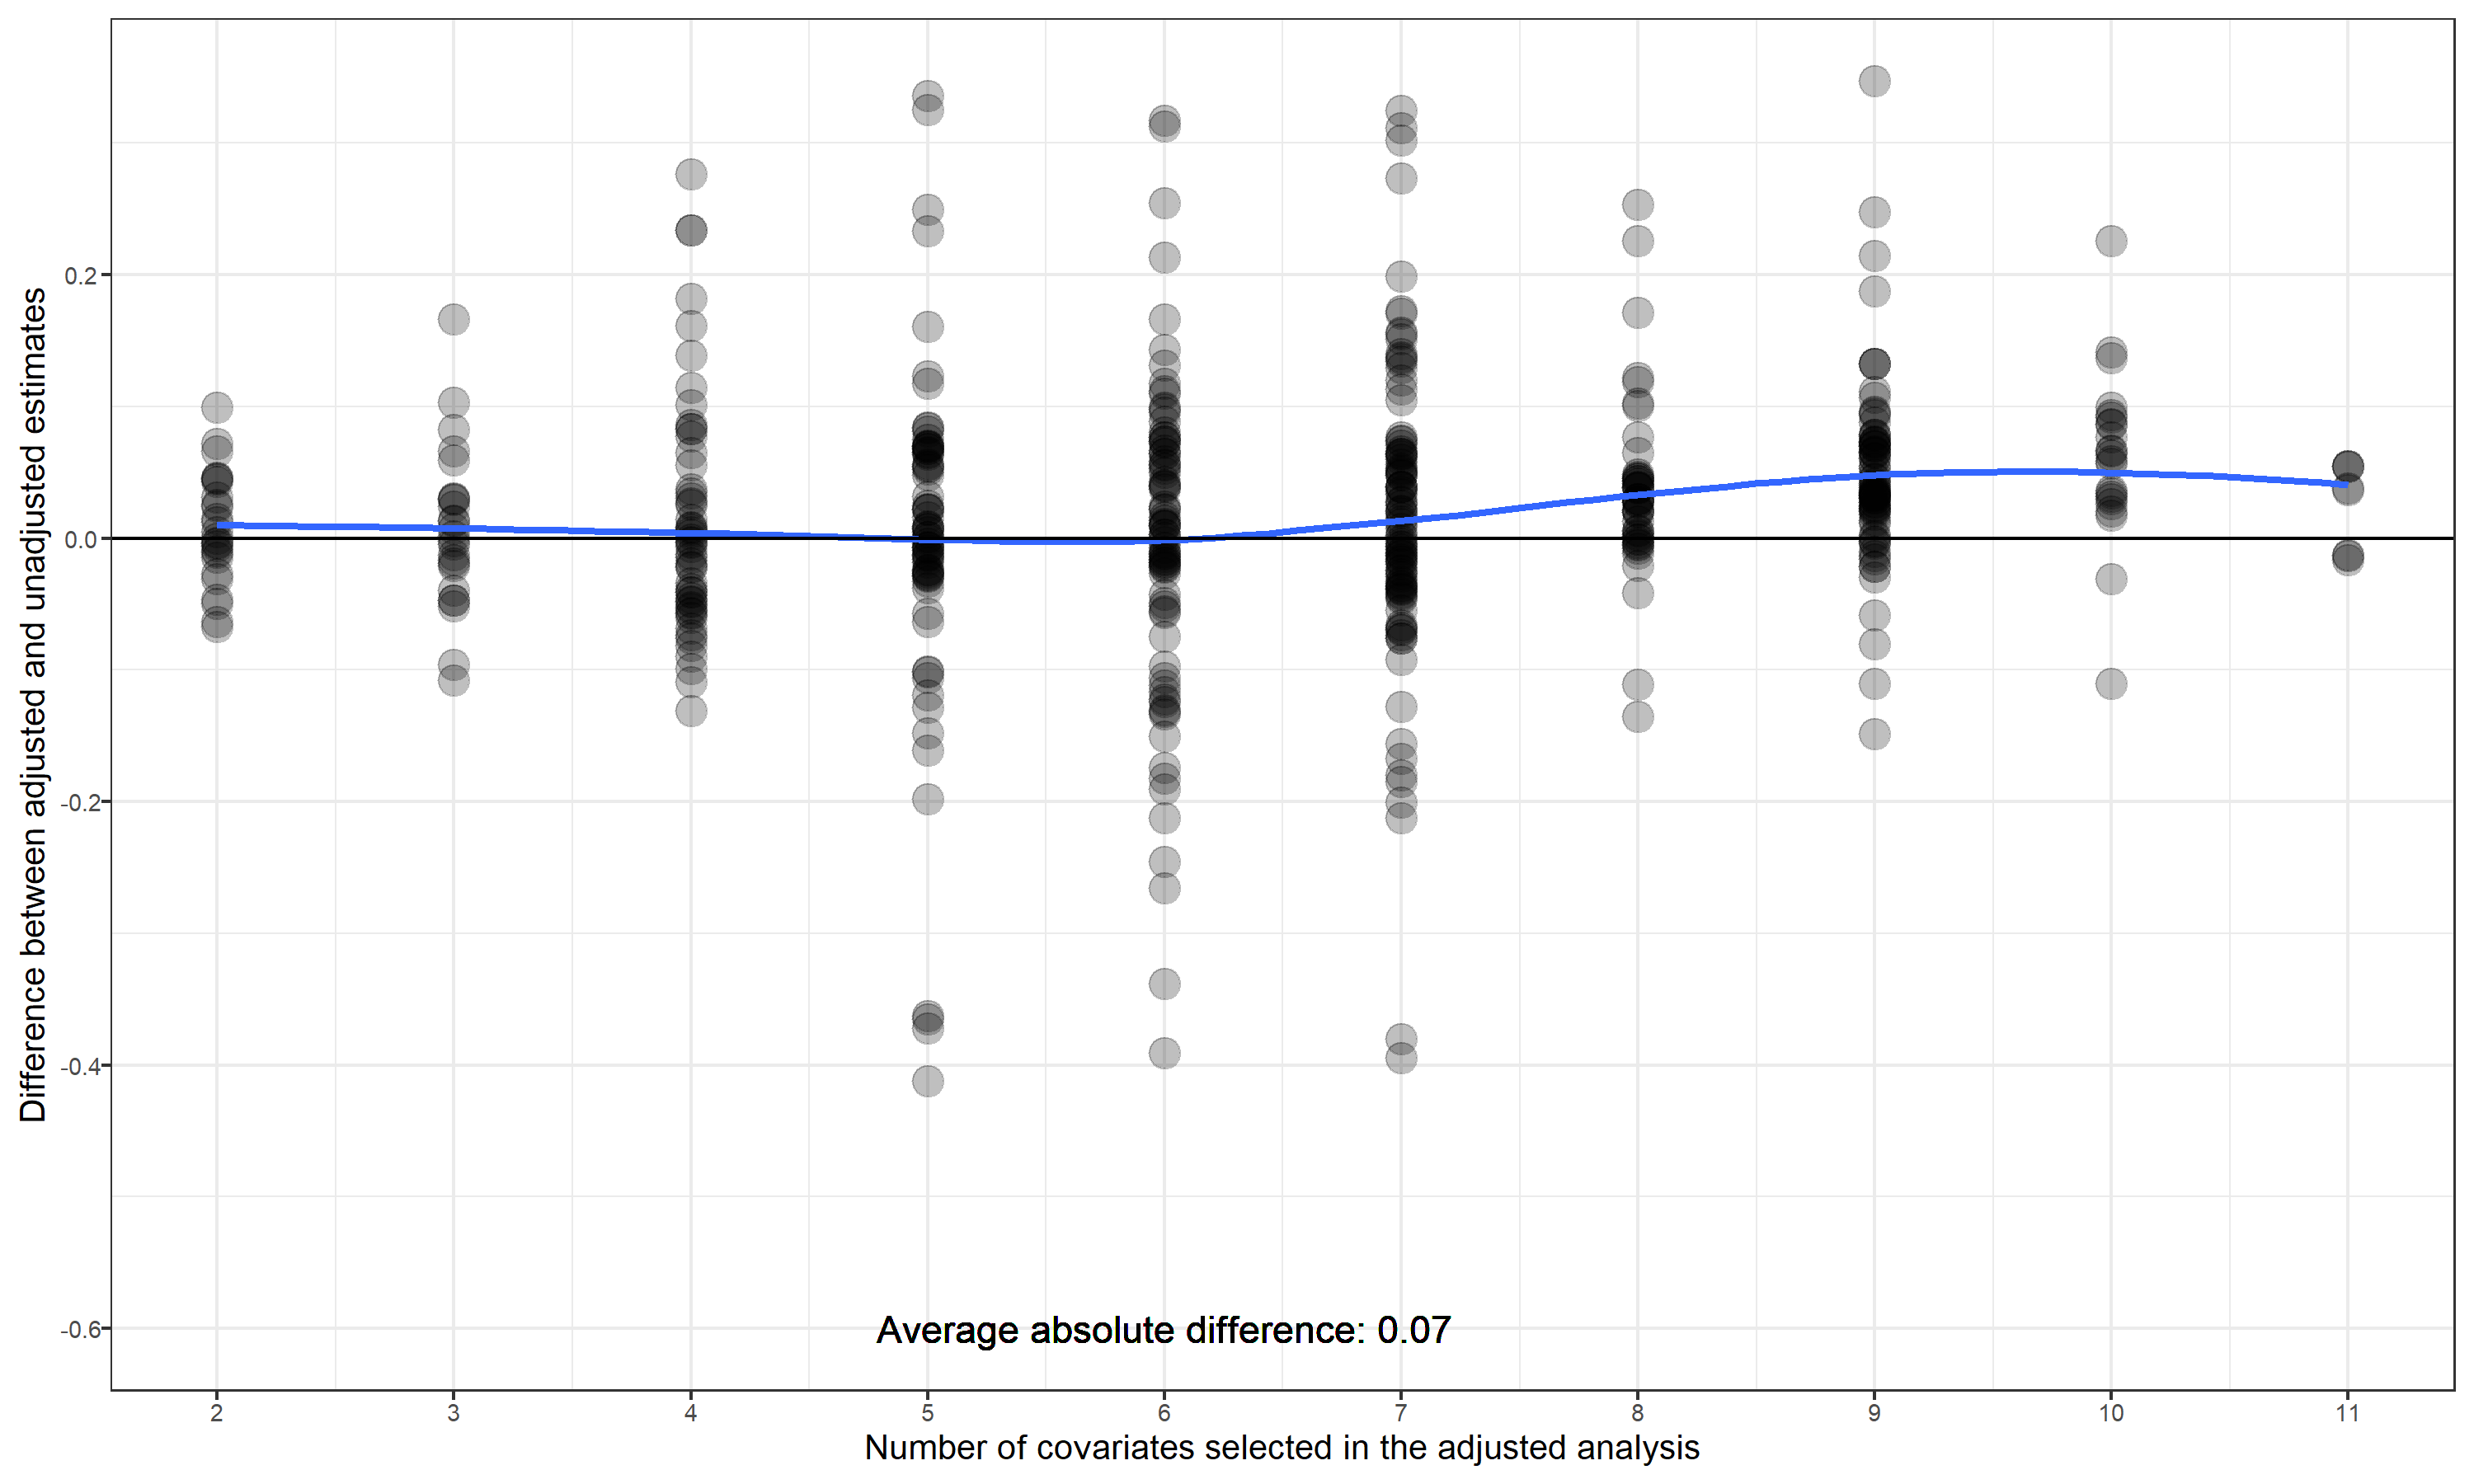 Difference between adjusted and unadjusted estimates
0.2
0.0
-0.2
-0.4
-0.6
Average absolute difference: 0.07
2 3 4 5 6 7 8 9 10 11
Number of covariates selected in the adjusted analysis